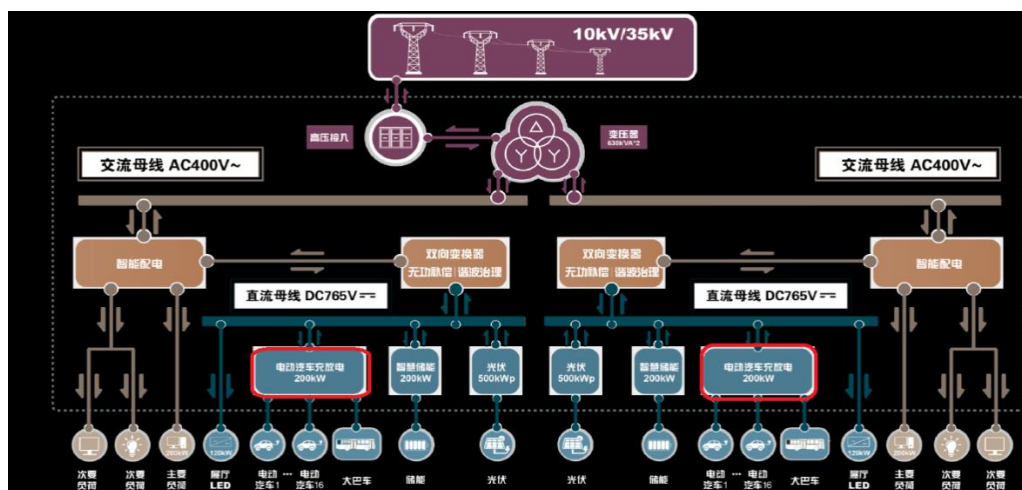 10kV/35kV
高压接入
变压器
630kVA*2
交流母线 AC400V~
交流母线 AC400V~
智能配电
双向变换器
无功补偿 谐波治理
双向变换器
无功补偿 谐波治理
智能配电
直流母线 DC765V
直流母线 DC765V
电动汽车充放电
200kW
智慧储能
200kW
光伏
500kWp
光伏
500kWp
智慧储能
200kW
电动汽车充放电
200kW
200kW
120kW
120kW
200kW
次要
负荷
次要
负荷
主要
负荷
展厅
LED
电动
汽车1
...
电动
汽车16
大巴车
储能
光伏
光伏
储能
电动
汽车1
...
电动
汽车16
大巴车
展厅
LED
主要
负荷
次要
负荷
次要
负荷